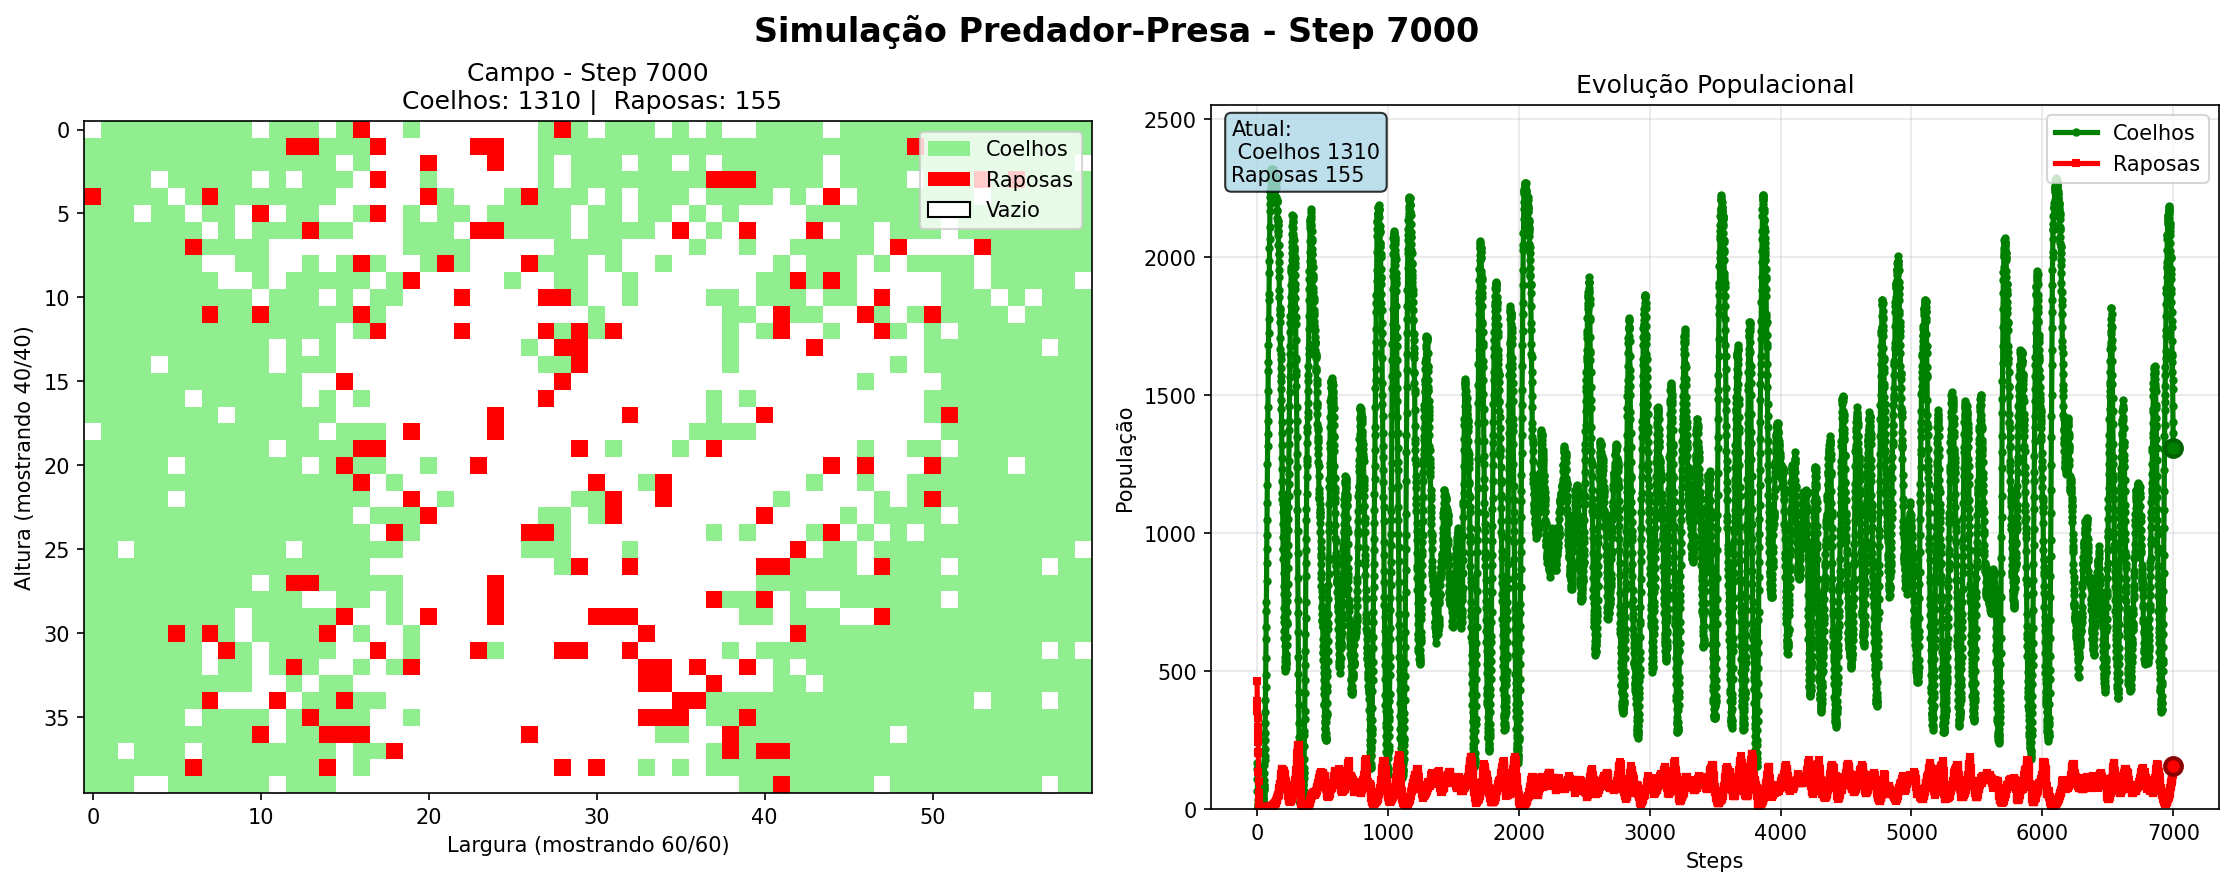 Simulação Predador-Presa - Step 7000
Campo - Step 7000
Coelhos: 1310 |  Raposas: 155
0
5
10
15
20
25
30
35
Altura (mostrando 40/40)
0
10
20
30
40
50
Largura (mostrando 60/60)
Coelhos
Raposas
Vazio
Evolução Populacional
2500
2000
1500
1000
500
0
População
0
1000
2000
3000
4000
5000
6000
7000
Steps
Atual:
Coelhos 1310
Raposas 155
Coelhos
Raposas